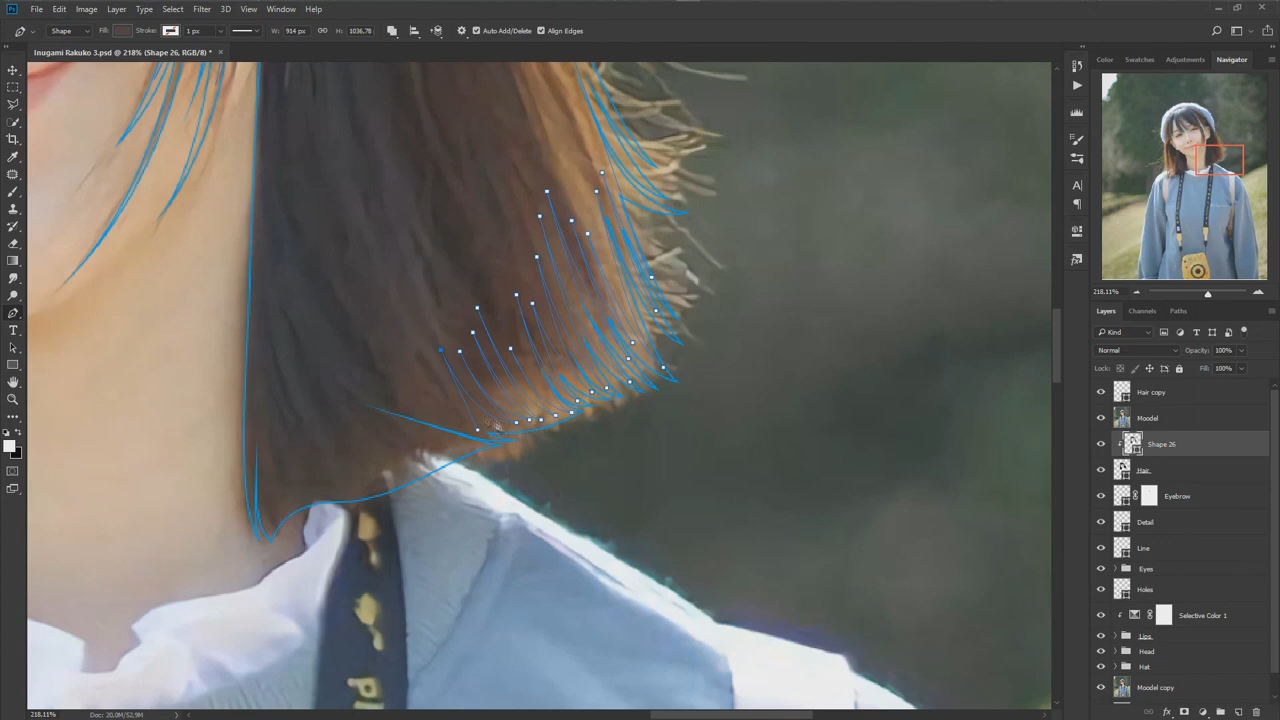 Ps File Edit Image Layer Type Select Filter 3D View Window Help
Shape Fill: Stroke: 1 px W: 914 px H: 1036,78 Auto Add/Delete Align Edges
Inugami Rakuko 3.psd @ 218% (Shape 26, RGB/8) *
Color Swatches Adjustments Navigator
218,11%
Layers Channels Paths
Kind
Normal Opacity: 100%
Lock: Fill: 100%
Hair copy
Moodel
Shape 26
Hair
Eyebrow
Detail
Line
Eyes
Holes
Selective Color 1
Lips
Head
Hat
Moodel copy
218,11% Doc: 20,0M/52,9M